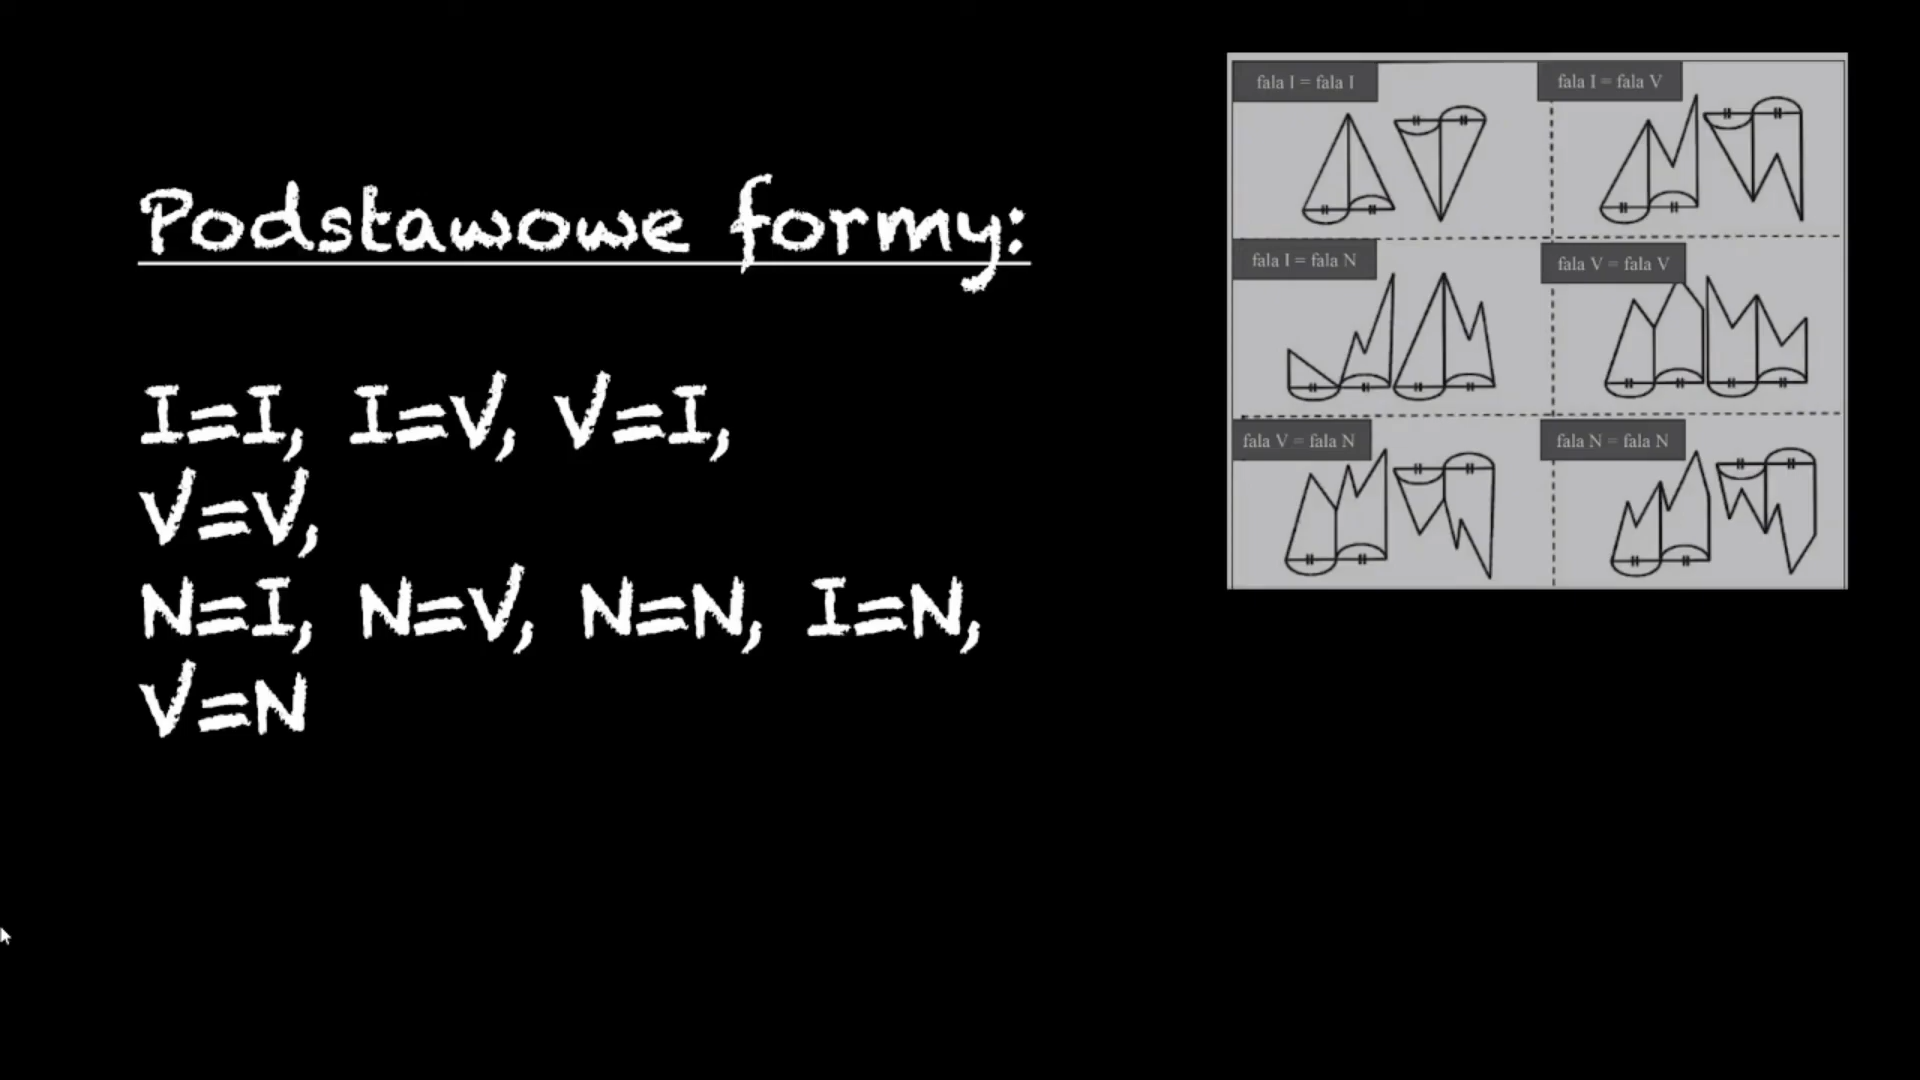 Podstawowe formy:
I=I, I=V, V=I,
V=V,
N=I, N=V, N=N, I=N,
V=N
fala I = fala I
fala I = fala V
fala I = fala N
fala V = fala V
fala V = fala N
fala N = fala N